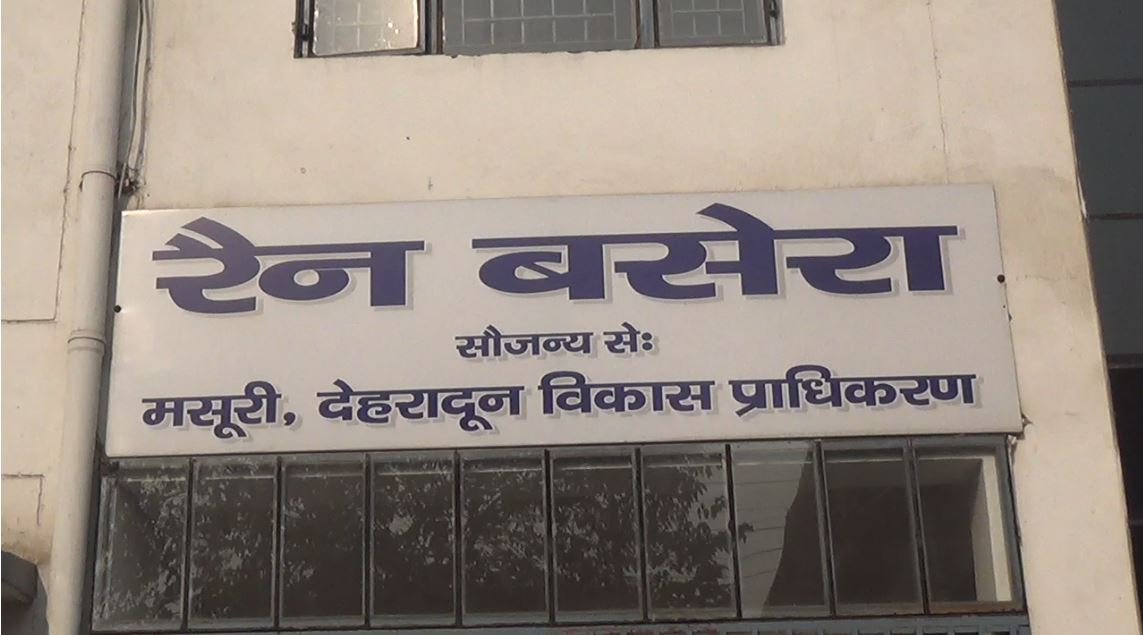 रैन बसेरा
सौजन्य सेः
मसूरी, देहरादून विकास प्राधिकरण